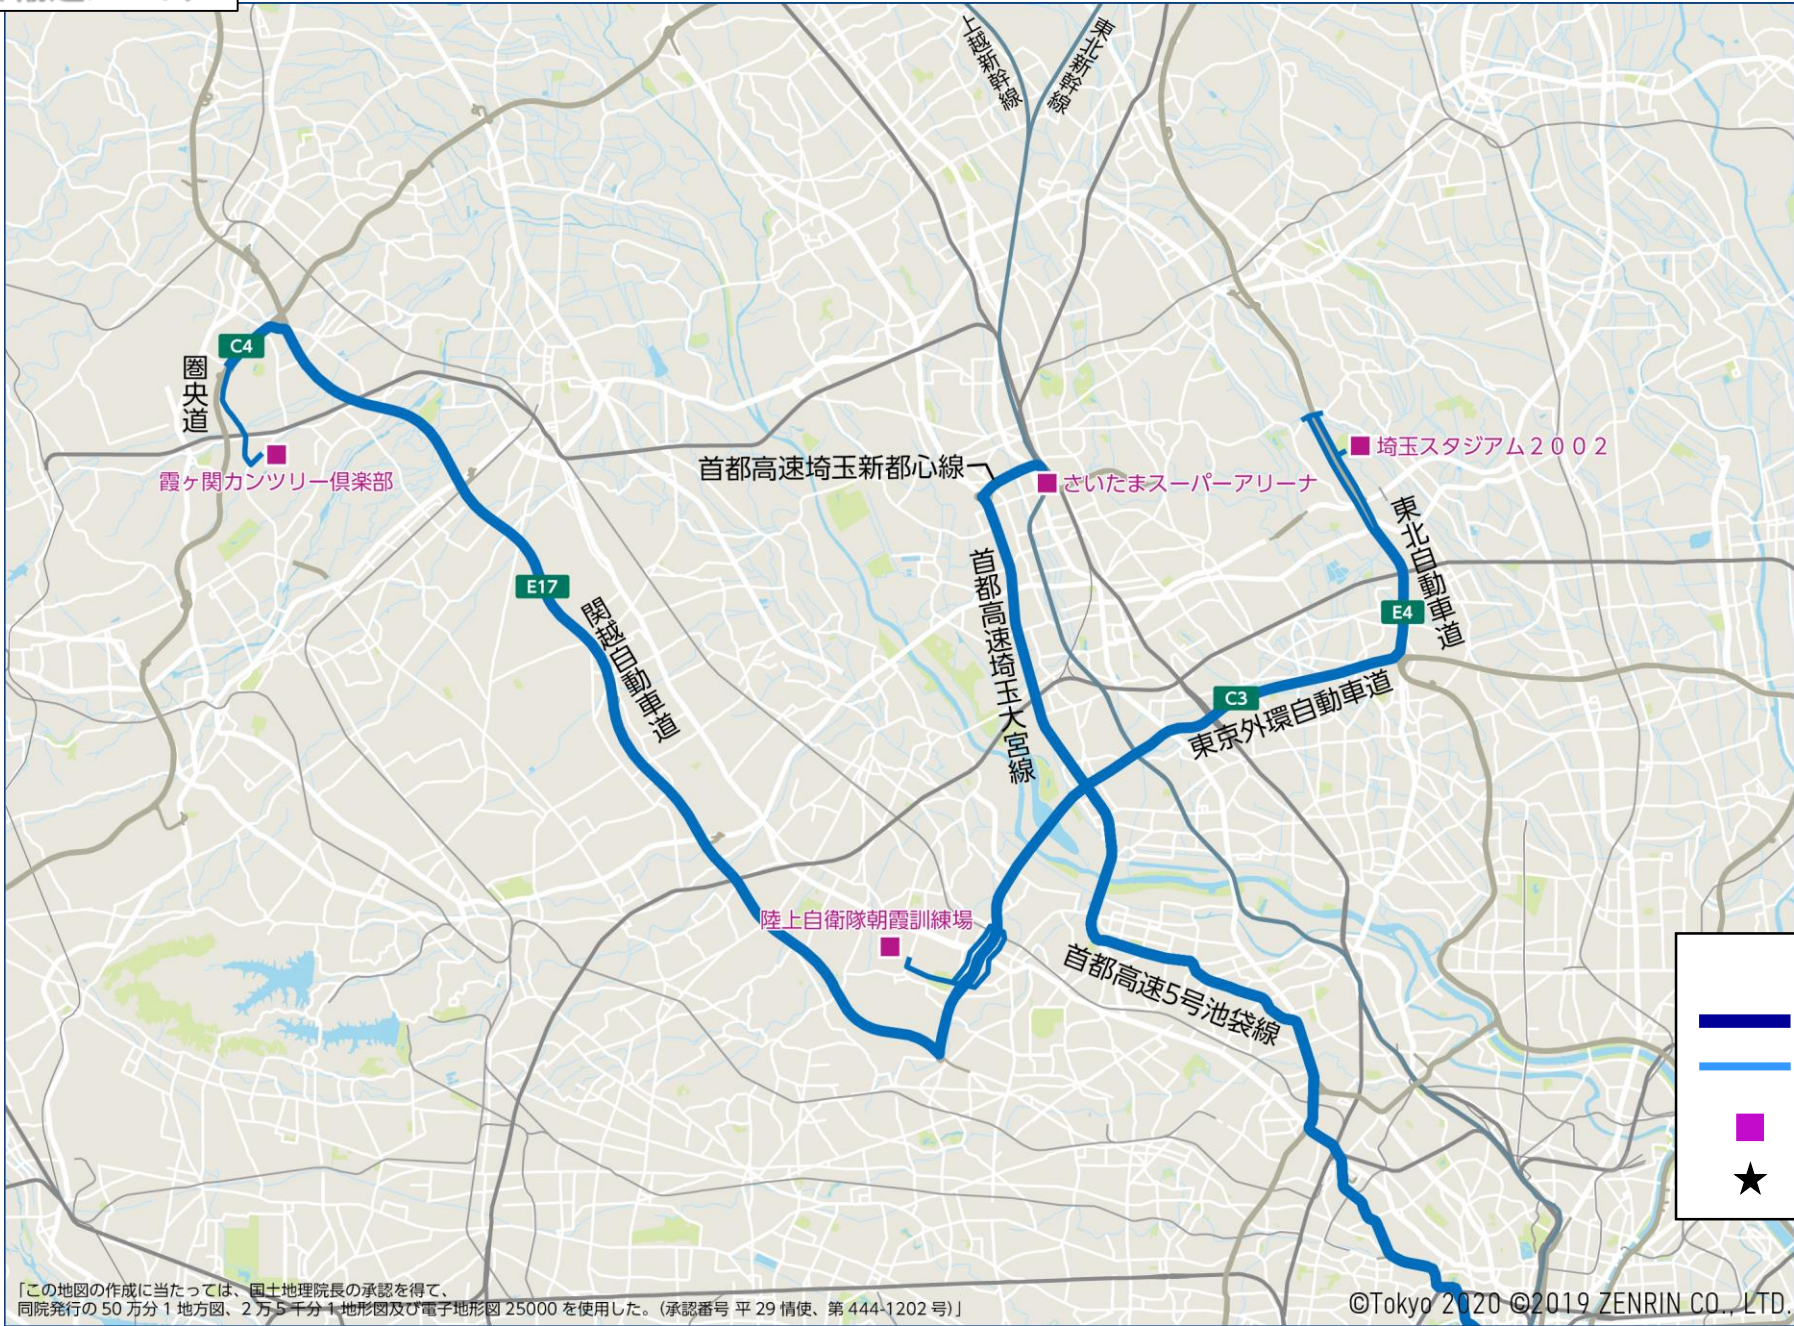 上越新幹線
東北新幹線
C4
圏央道
霞ヶ関カンツリー倶楽部
首都高速埼玉新都心線
さいたまスーパーアリーナ
埼玉スタジアム２００２
東北自動車道
E17
関越自動車道
首都高速埼玉大宮線
E4
C3
東京外環自動車道
陸上自衛隊朝霞訓練場
首都高速5号池袋線
「この地図の作成に当たっては、国土地理院長の承認を得て、
同院発行の 50 万分 1 地方図、2 万 5 千分 1 地形図及び電子地形図 25000 を使用した。（承認番号 平 29 情使、第 444-1202 号）」
©Tokyo 2020 ©2019 ZENRIN CO., LTD.